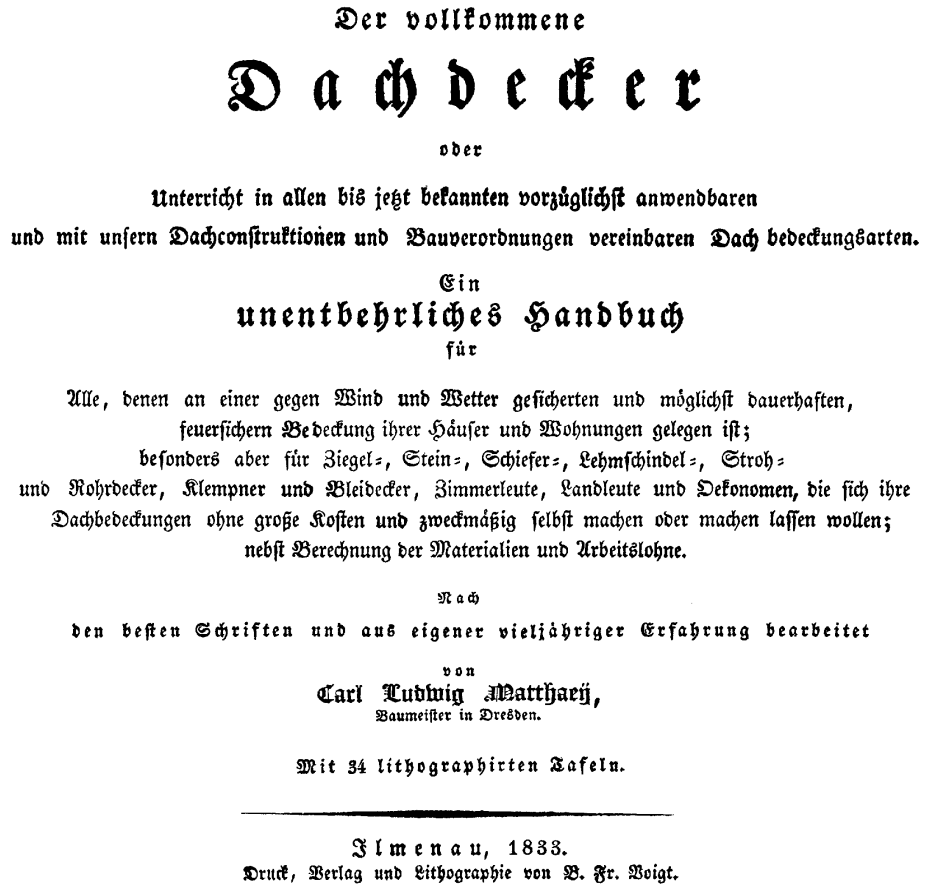 Der vollkommene
Dachdecker
oder
Unterricht in allen bis jetzt bekannten vorzüglichst anwendbaren
und mit unsern Dachconstruktionen und Bauverordnungen vereinbaren Dach bedeckungsarten.
Ein
unentbehrliches Handbuch
für
Alle, denen an einer gegen Wind und Wetter gesicherten und möglichst dauerhaften,
feuersichern Bedeckung ihrer Häuser und Wohnungen gelegen ist;
besonders aber für Ziegel-, Stein-, Schiefer-, Lehmschindel-, Stroh-
und Rohrdecker, Klempner und Bleidecker, Zimmerleute, Landleute und Oekonomen, die sich ihre
Dachbedeckungen ohne große Kosten und zweckmäßig selbst machen oder machen lassen wollen;
nebst Berechnung der Materialien und Arbeitslohne.
Nach
den besten Schriften und aus eigener vieljähriger Erfahrung bearbeitet
von
Carl Ludwig Matthaey,
Baumeister in Dresden.
Mit 34 lithographirten Tafeln.
Ilmenau, 1833.
Druck, Verlag und Lithographie von B. Fr. Voigt.